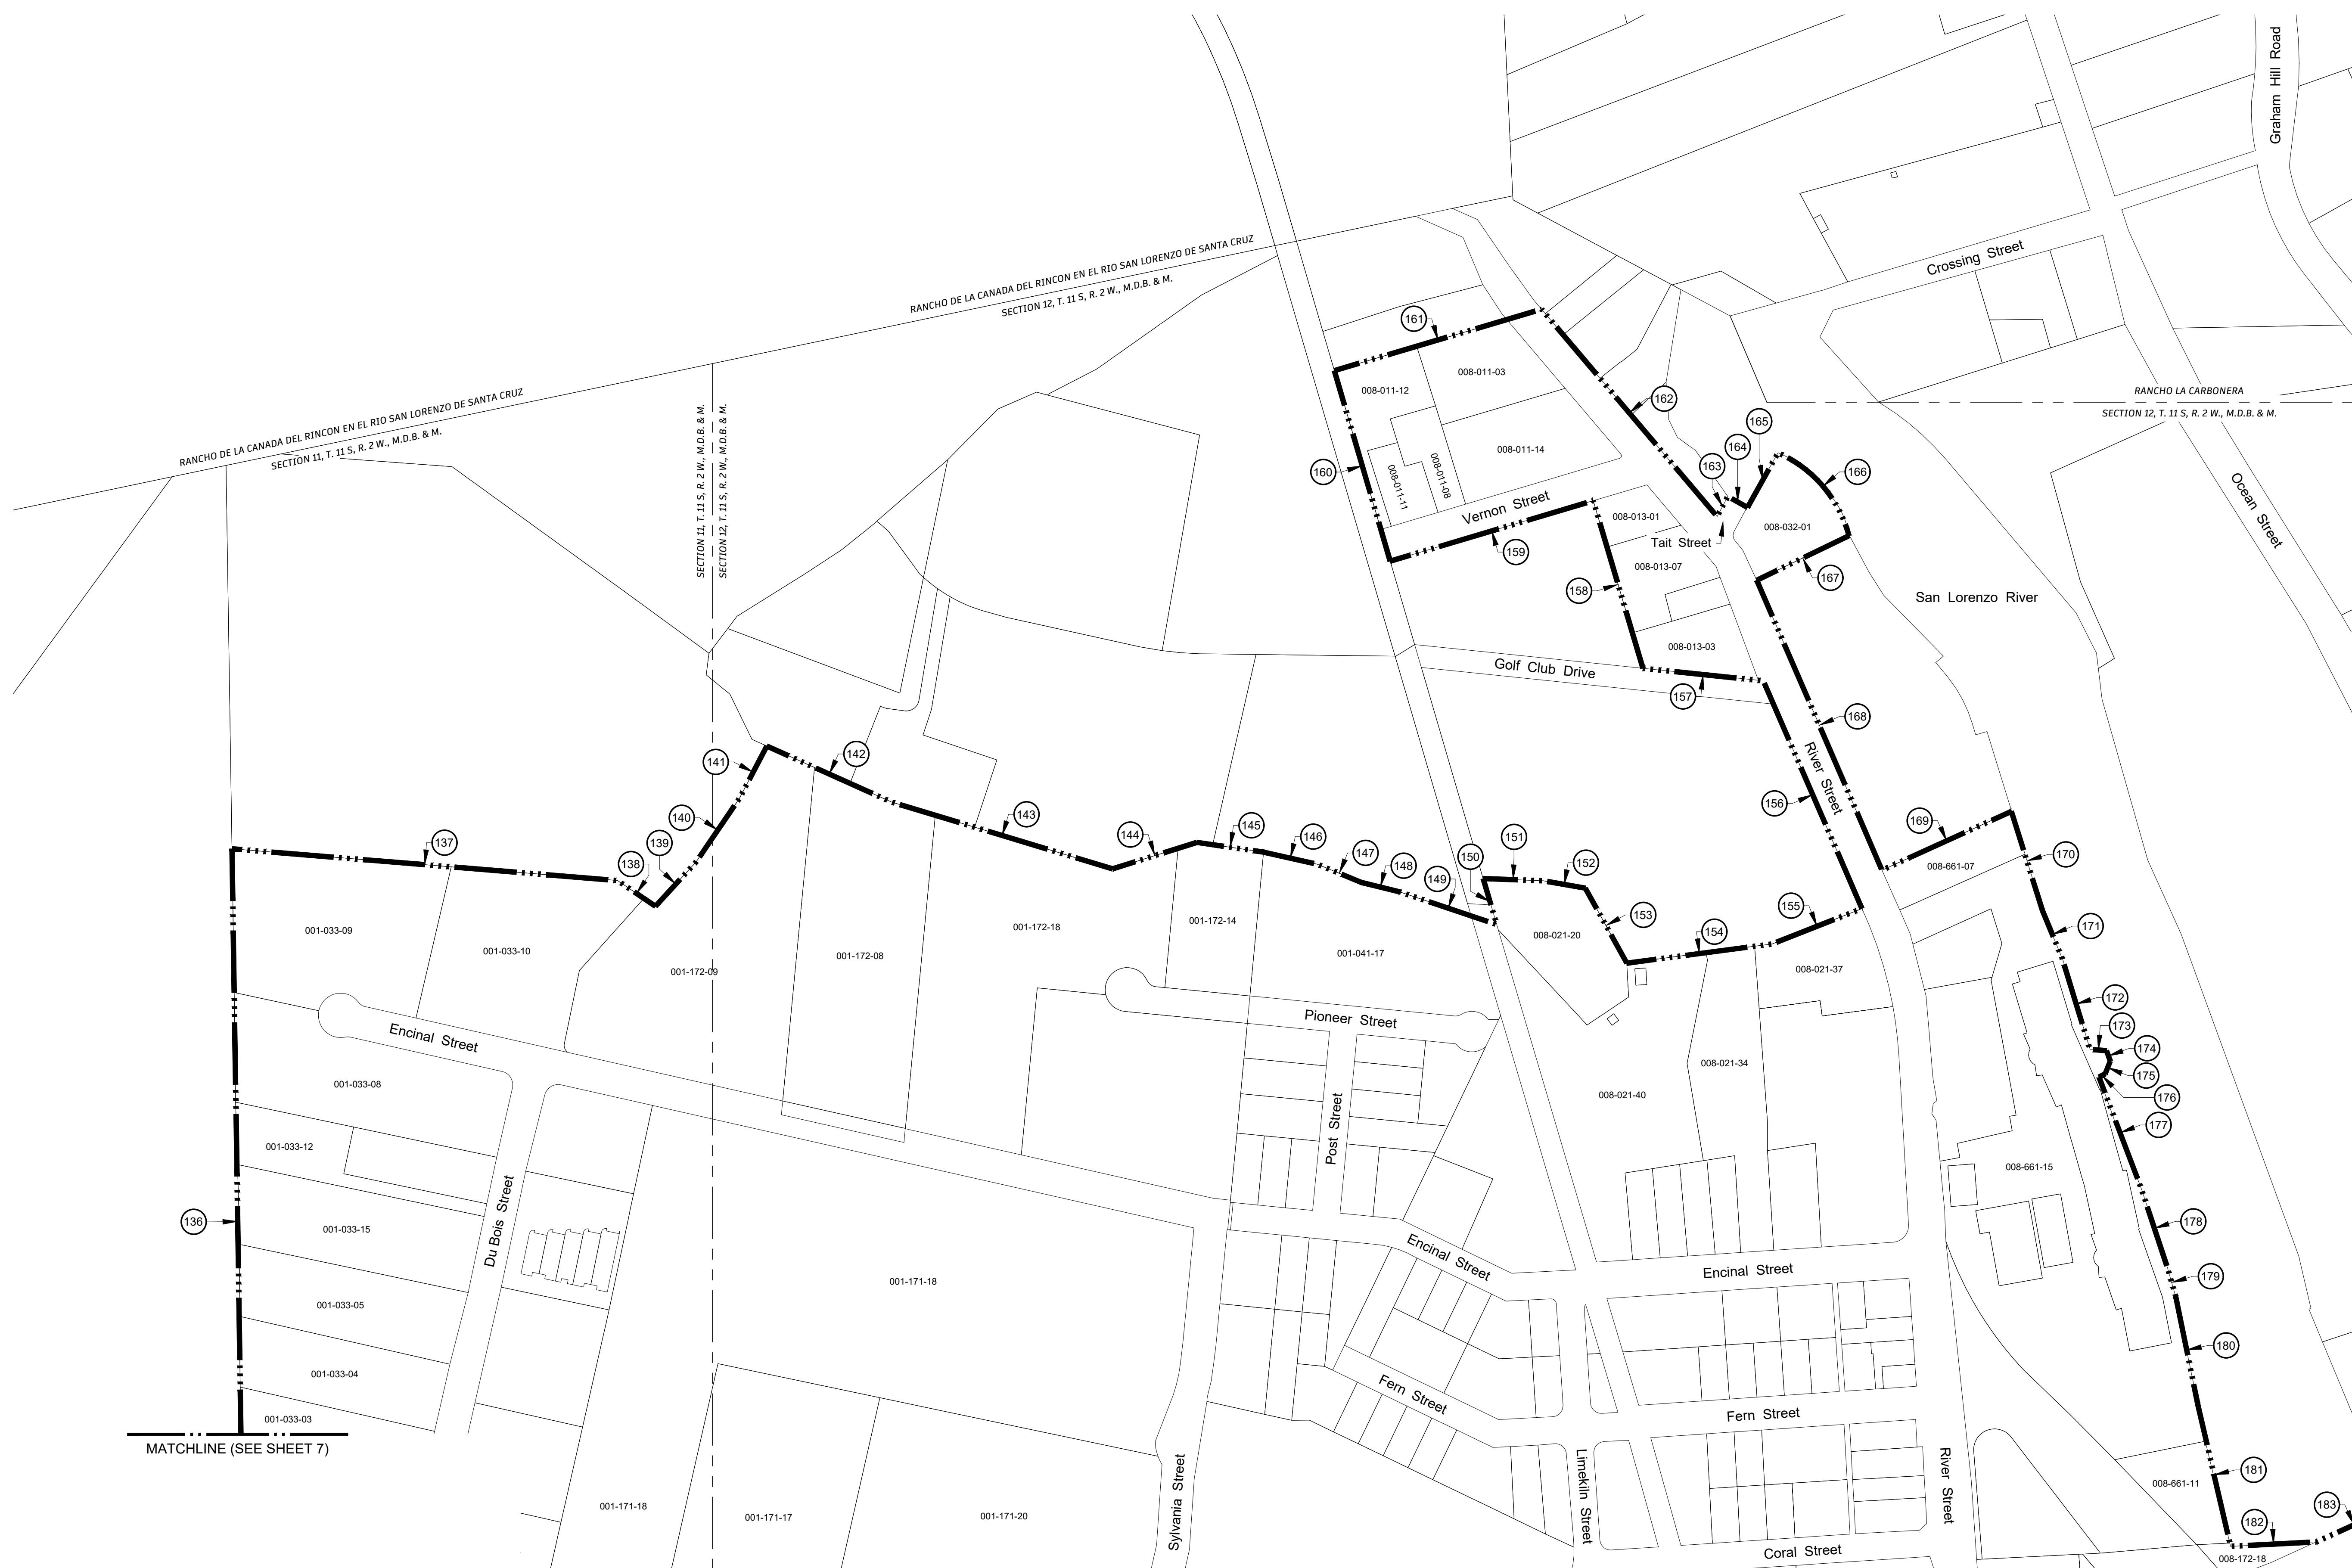 Graham Hill Road
RANCHO DE LA CANADA DEL RINCON EN EL RIO SAN LORENZO DE SANTA CRUZ
SECTION 12, T. 11 S, R. 2 W., M.D.B. & M.
Crossing Street
161
008-011-03
008-011-12
RANCHO LA CARBONERA
SECTION 12, T. 11 S, R. 2 W., M.D.B. & M.
RANCHO DE LA CANADA DEL RINCON EN EL RIO SAN LORENZO DE SANTA CRUZ
SECTION 11, T. 11 S, R. 2 W., M.D.B. & M.
SECTION 11, T. 11 S, R. 2 W., M.D.B. & M.
SECTION 12, T. 11 S, R. 2 W., M.D.B. & M.
162
165
164
163
166
160
008-011-14
008-011-11
008-011-08
Vernon Street
Ocean Street
008-013-01
008-032-01
Tait Street
159
008-013-07
167
158
San Lorenzo River
008-013-03
Golf Club Drive
157
168
River Street
156
141
142
140
143
144
145
146
147
148
149
150
151
152
153
154
155
169
008-661-07
170
137
138
139
001-033-09
001-033-10
001-172-09
001-172-08
001-172-18
001-172-14
001-041-17
008-021-20
008-021-37
171
172
173
174
175
176
177
Encinal Street
Pioneer Street
008-021-34
008-021-40
001-033-08
001-033-12
Post Street
008-661-15
136
001-033-15
Du Bois Street
178
Encinal Street
Encinal Street
179
001-171-18
001-033-05
180
001-033-04
Fern Street
Fern Street
001-033-03
MATCHLINE (SEE SHEET 7)
Sylvania Street
Limekiln Street
River Street
181
008-661-11
001-171-18
001-171-17
001-171-20
183
182
Coral Street
008-172-18